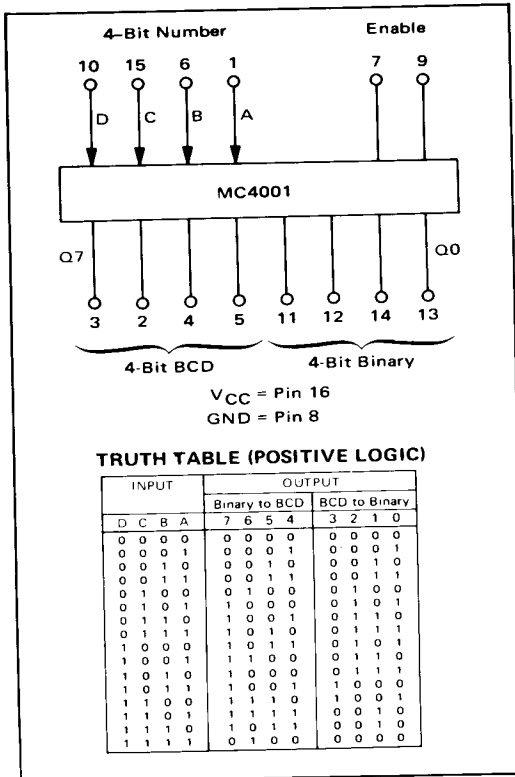 4-Bit Number Enable
10 15 6 1 7 9
D C B A
MC4001
Q7 Q0
3 2 4 5 11 12 14 13
4-Bit BCD 4-Bit Binary
VCC = Pin 16
GND = Pin 8
TRUTH TABLE (POSITIVE LOGIC)
INPUT OUTPUT
Binary to BCD BCD to Binary
D C B A 7 6 5 4 3 2 1 0
0 0 0 0 0 0 0 0 0 0 0 0
0 0 0 1 0 0 0 1 0 0 0 1
0 0 1 0 0 0 1 0 0 0 1 0
0 0 1 1 0 0 1 1 0 0 1 1
0 1 0 0 0 1 0 0 0 1 0 0
0 1 0 1 1 0 0 0 0 1 0 1
0 1 1 0 1 0 0 1 0 1 1 0
0 1 1 1 1 0 1 0 0 1 1 1
1 0 0 0 1 0 1 1 0 1 0 1
1 0 0 1 1 1 0 0 0 1 1 0
1 0 1 0 1 0 0 0 0 1 1 1
1 0 1 1 1 0 0 1 1 0 0 0
1 1 0 0 1 1 1 0 1 0 0 1
1 1 0 1 1 1 1 1 0 0 1 0
1 1 1 0 1 0 1 1 0 0 1 0
1 1 1 1 0 1 0 0 0 0 0 0